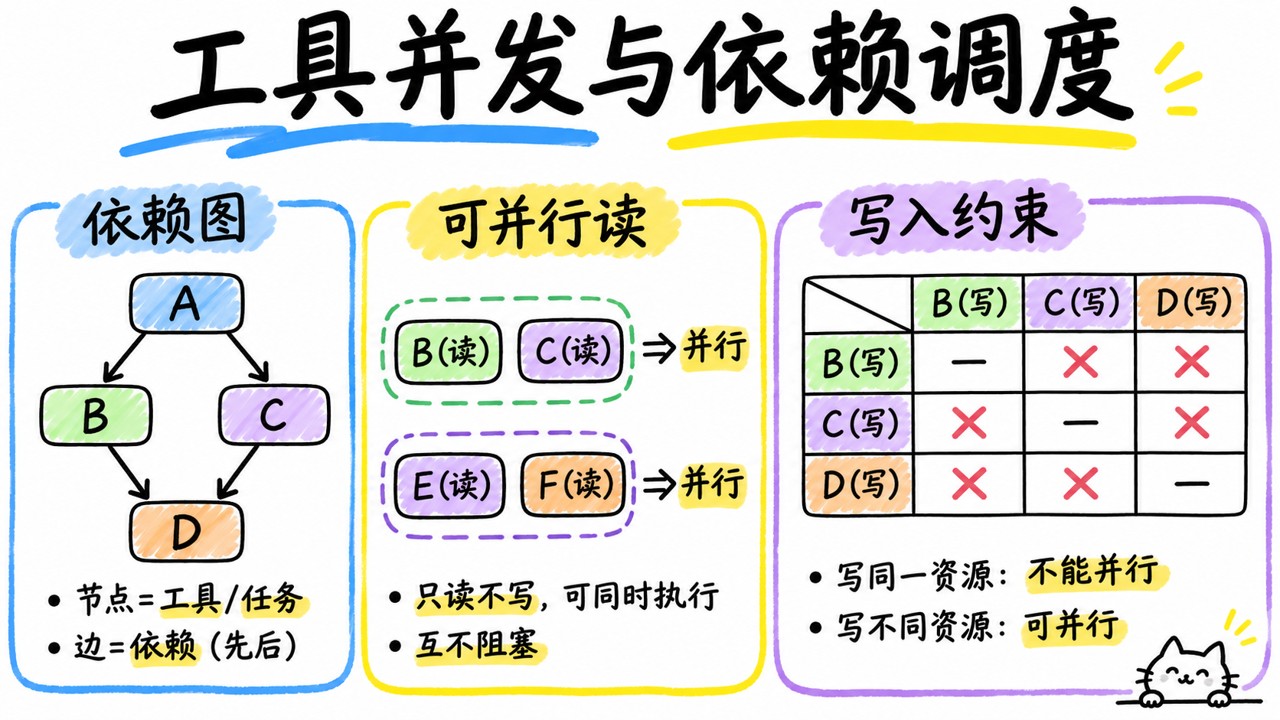 工具并发与依赖调度
依赖图
A
B
C
D
• 节点=工具/任务
• 边=依赖（先后）
可并行读
B(读) C(读) ⇒ 并行
E(读) F(读) ⇒ 并行
• 只读不写，可同时执行
• 互不阻塞
写入约束
B(写) C(写) D(写)
B(写) — × ×
C(写) × — ×
D(写) × × —
• 写同一资源：不能并行
• 写不同资源：可并行